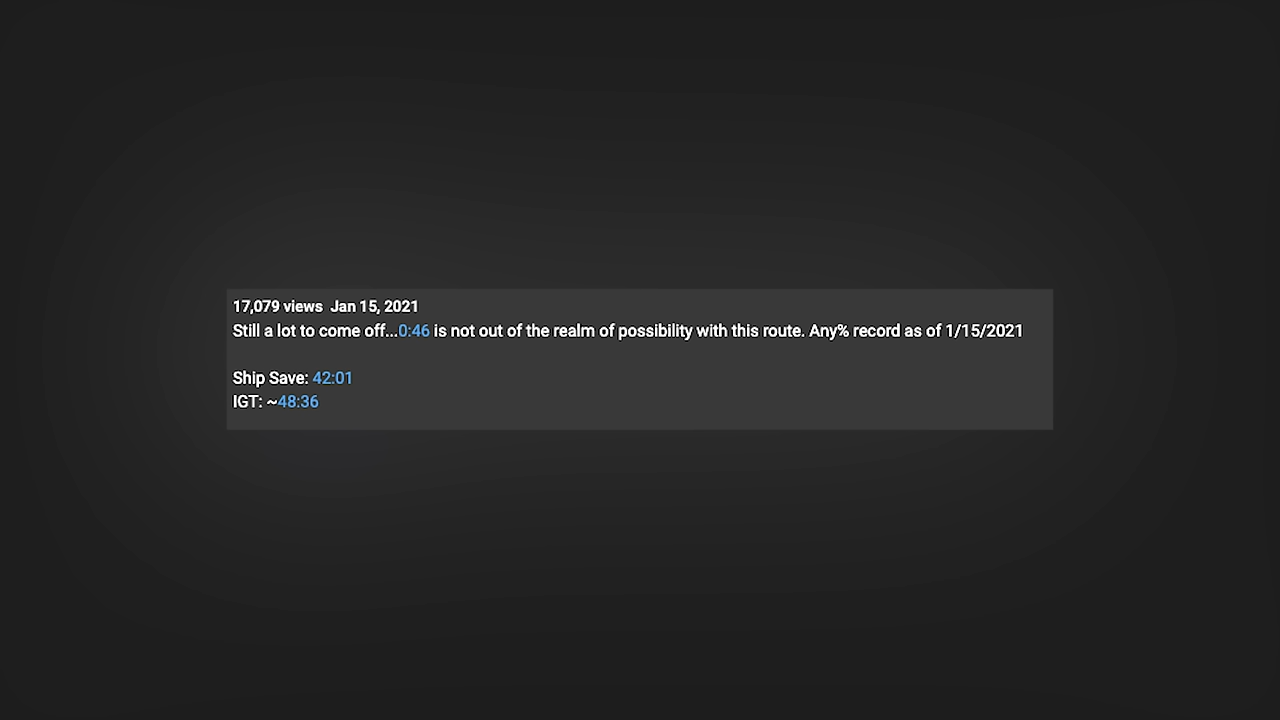 17,079 views  Jan 15, 2021
Still a lot to come off...0:46 is not out of the realm of possibility with this route. Any% record as of 1/15/2021
Ship Save: 42:01
IGT: ~48:36